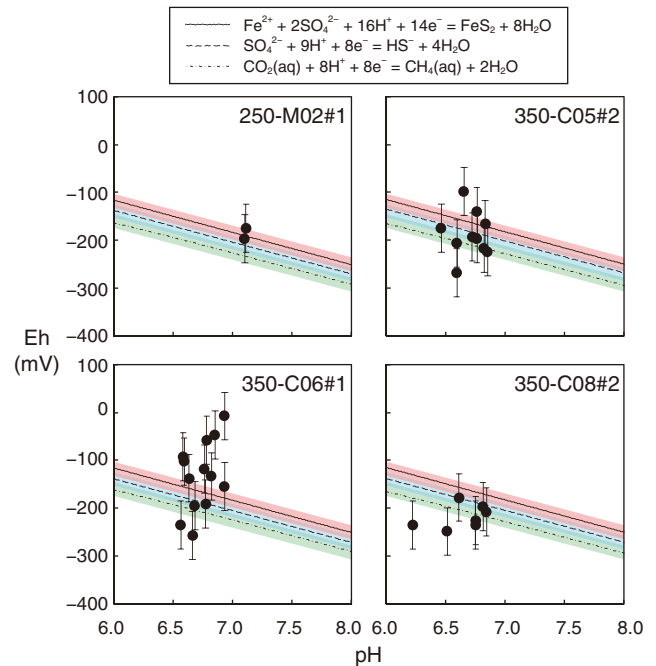 Fe²⁺ + 2SO₄²⁻ + 16H⁺ + 14e⁻ = FeS₂ + 8H₂O
SO₄²⁻ + 9H⁺ + 8e⁻ = HS⁻ + 4H₂O
CO₂(aq) + 8H⁺ + 8e⁻ = CH₄(aq) + 2H₂O
100
0
−100
−200
−300
−400
250-M02#1
350-C05#2
Eh
(mV)
100
0
−100
−200
−300
−400
350-C06#1
350-C08#2
6.0 6.5 7.0 7.5 8.0 6.0 6.5 7.0 7.5 8.0
pH